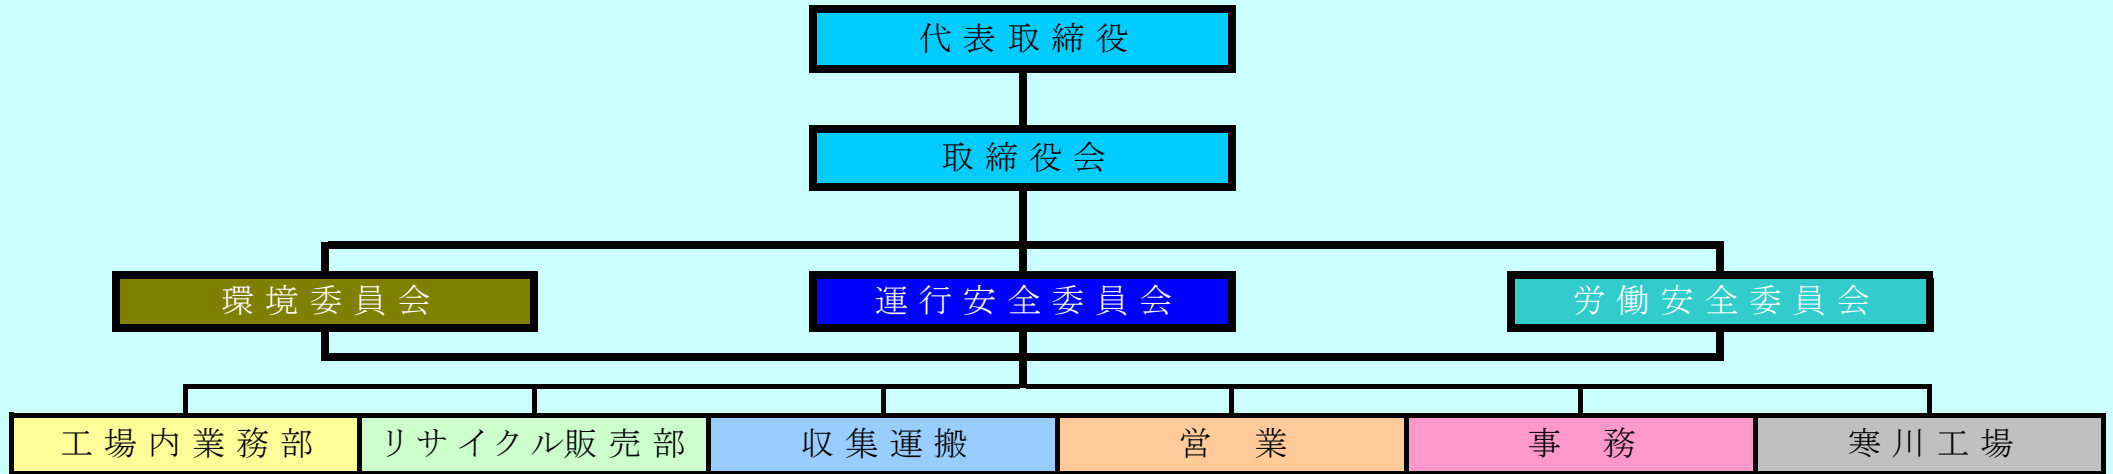 代表取締役
取締役会
環境委員会
運行安全委員会
労働安全委員会
工場内業務部
リサイクル販売部
収集運搬
営　業
事　務
寒川工場